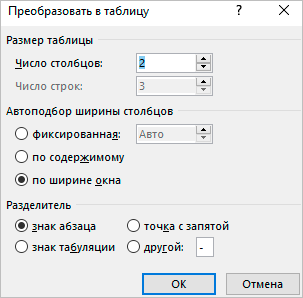 Преобразовать в таблицу
Размер таблицы
Число столбцов: 2
Число строк: 3
Автоподбор ширины столбцов
фиксированная: Авто
по содержимому
по ширине окна
Разделитель
знак абзаца точка с запятой
знак табуляции другой: -
ОК Отмена